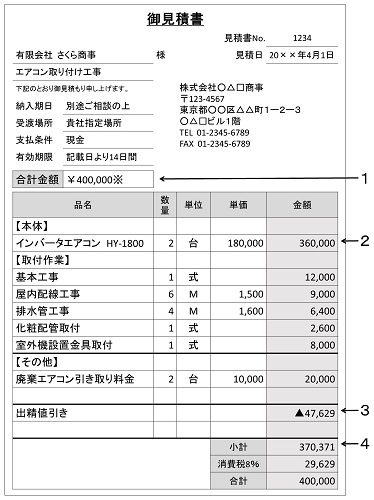 御見積書
見積書No. 1234
有限会社 さくら商事 様 見積日 20××年4月1日
エアコン取り付け工事
下記のとおり御見積もり申し上げます。
株式会社〇△□商事
〒123-4567
納入期日 別途ご相談の上
東京都〇〇区△△町1ー2ー3
受渡場所 貴社指定場所
〇△□ビル1階
支払条件 現金
TEL 01-2345-6789
有効期限 記載日より14日間
FAX 01-2345-6789
合計金額 ¥400,000※ 1
品名 数量 単位 単価 金額
【本体】
インバータエアコン HY-1800 2 台 180,000 360,000 2
【取付作業】
基本工事 1 式 12,000
屋内配線工事 6 M 1,500 9,000
排水管工事 4 M 1,600 6,400
化粧配管取付 1 式 2,600
室外機設置金具取付 1 式 8,000
【その他】
廃業エアコン引き取り料金 2 台 10,000 20,000
出精値引き ▲47,629 3
小計 370,371 4
消費税8% 29,629
合計 400,000